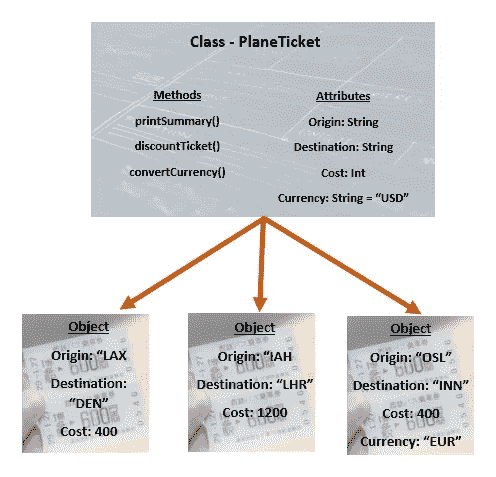 Class - PlaneTicket
Methods
printSummary()
discountTicket()
convertCurrency()
Attributes
Origin: String
Destination: String
Cost: Int
Currency: String = “USD”
Object
Origin: “LAX
Destination:
“DEN”
Cost: 400
Object
Origin: “IAH
Destination: “LHR”
Cost: 1200
Object
Origin: “OSL”
Destination: “INN”
Cost: 400
Currency: “EUR”